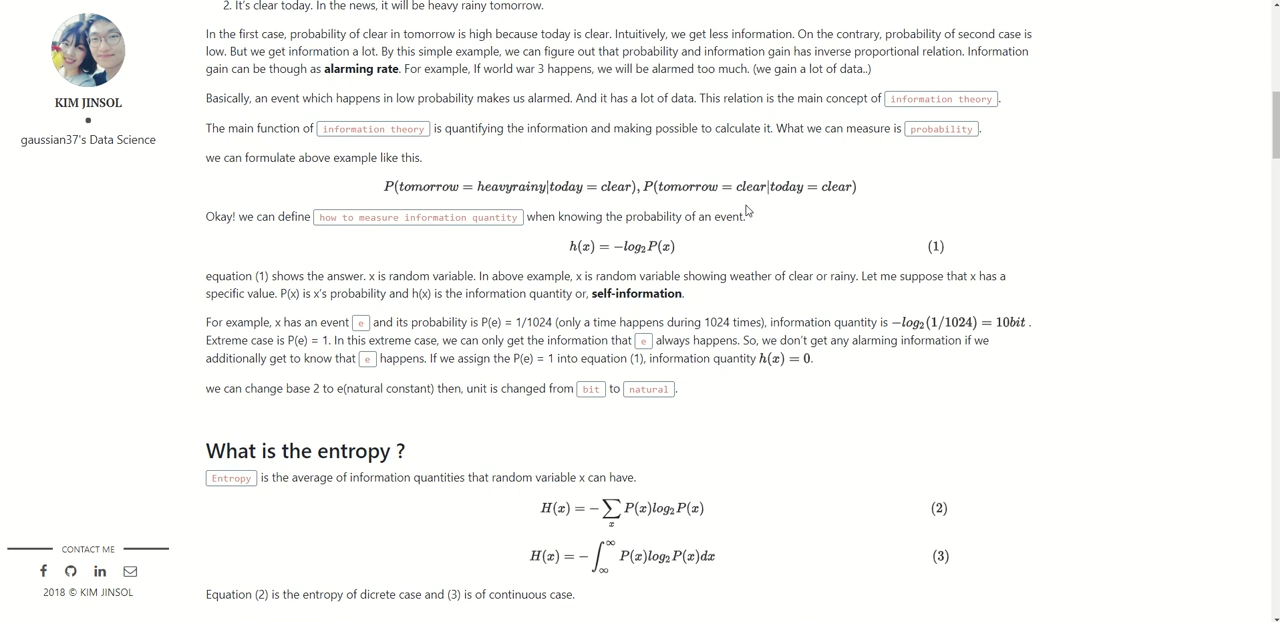 2. It's clear today. In the news, it will be heavy rainy tomorrow.
In the first case, probability of clear in tomorrow is high because today is clear. Intuitively, we get less information. On the contrary, probability of second case is
low. But we get information a lot. By this simple example, we can figure out that probability and information gain has inverse proportional relation. Information
gain can be though as alarming rate. For example, If world war 3 happens, we will be alarmed too much. (we gain a lot of data..)
Basically, an event which happens in low probability makes us alarmed. And it has a lot of data. This relation is the main concept of information theory.
The main function of information theory is quantifying the information and making possible to calculate it. What we can measure is probability.
we can formulate above example like this.
P(tomorrow = heavyrainy|today = clear), P(tomorrow = clear|today = clear)
Okay! we can define how to measure information quantity when knowing the probability of an event.
h(x) = −log₂P(x) (1)
equation (1) shows the answer. x is random variable. In above example, x is random variable showing weather of clear or rainy. Let me suppose that x has a
specific value. P(x) is x's probability and h(x) is the information quantity or, self-information.
For example, x has an event e and its probability is P(e) = 1/1024 (only a time happens during 1024 times), information quantity is −log₂(1/1024) = 10bit .
Extreme case is P(e) = 1. In this extreme case, we can only get the information that e always happens. So, we don't get any alarming information if we
additionally get to know that e happens. If we assign the P(e) = 1 into equation (1), information quantity h(x) = 0.
we can change base 2 to e(natural constant) then, unit is changed from bit to natural.
What is the entropy ?
Entropy is the average of information quantities that random variable x can have.
H(x) = −∑ₓ P(x)log₂P(x) (2)
H(x) = −∫∞∞ P(x)log₂P(x)dx (3)
Equation (2) is the entropy of dicrete case and (3) is of continuous case.
KIM JINSOL
gaussian37's Data Science
CONTACT ME
2018 © KIM JINSOL